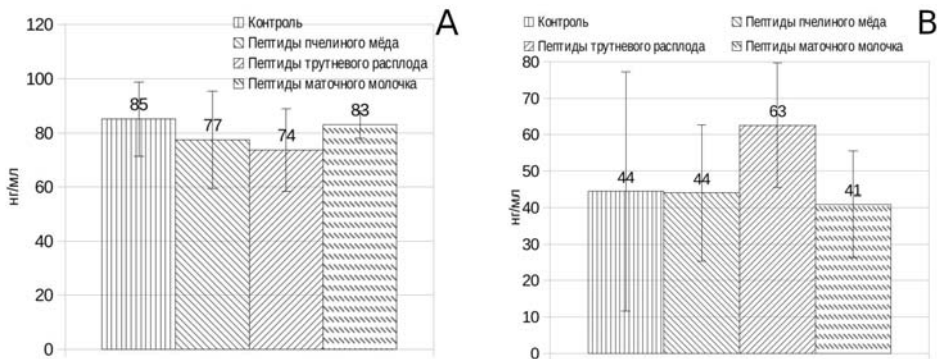 A
Контроль
Пептиды пчелиного мёда
Пептиды трутневого расплода
Пептиды маточного молочка
нг/мл
120
100
80
60
40
20
0
85
77
74
83
B
Контроль
Пептиды пчелиного мёда
Пептиды трутневого расплода
Пептиды маточного молочка
нг/мл
80
70
60
50
40
30
20
10
0
44
44
63
41